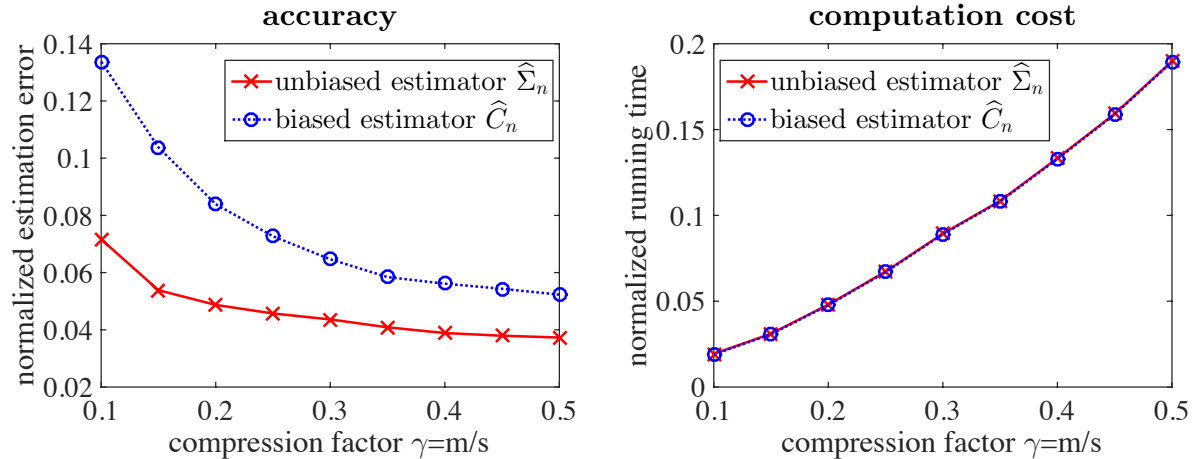 accuracy
normalized estimation error
0.14
0.12
0.1
0.08
0.06
0.04
0.02
unbiased estimator Σ̂ₙ
biased estimator Ĉₙ
0.1 0.2 0.3 0.4 0.5
compression factor γ=m/s
computation cost
normalized running time
0.2
0.15
0.1
0.05
0
unbiased estimator Σ̂ₙ
biased estimator Ĉₙ
0.1 0.2 0.3 0.4 0.5
compression factor γ=m/s